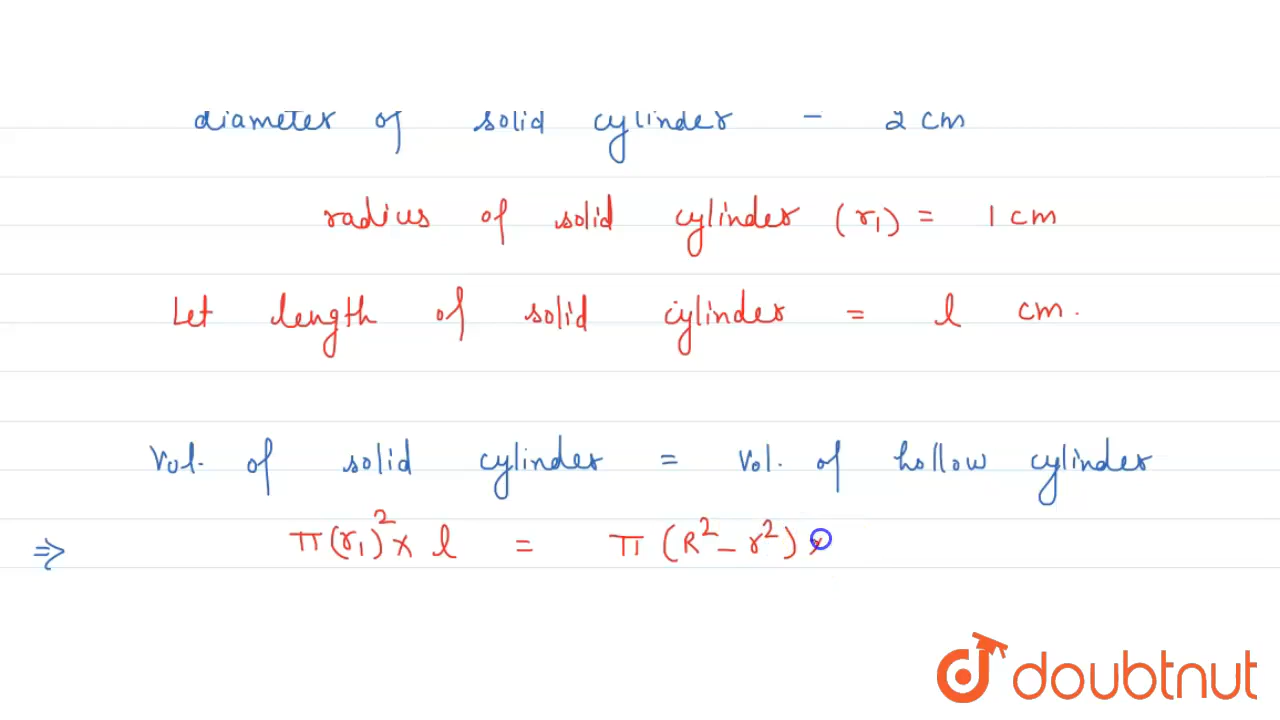 diameter of solid cylinder = 2 cm
radius of solid cylinder (r₁) = 1 cm
Let length of solid cylinder = l cm.
Vol. of solid cylinder = Vol. of hollow cylinder
⇒ π(r₁)² × l = π (R² - r²) ×
doubtnut